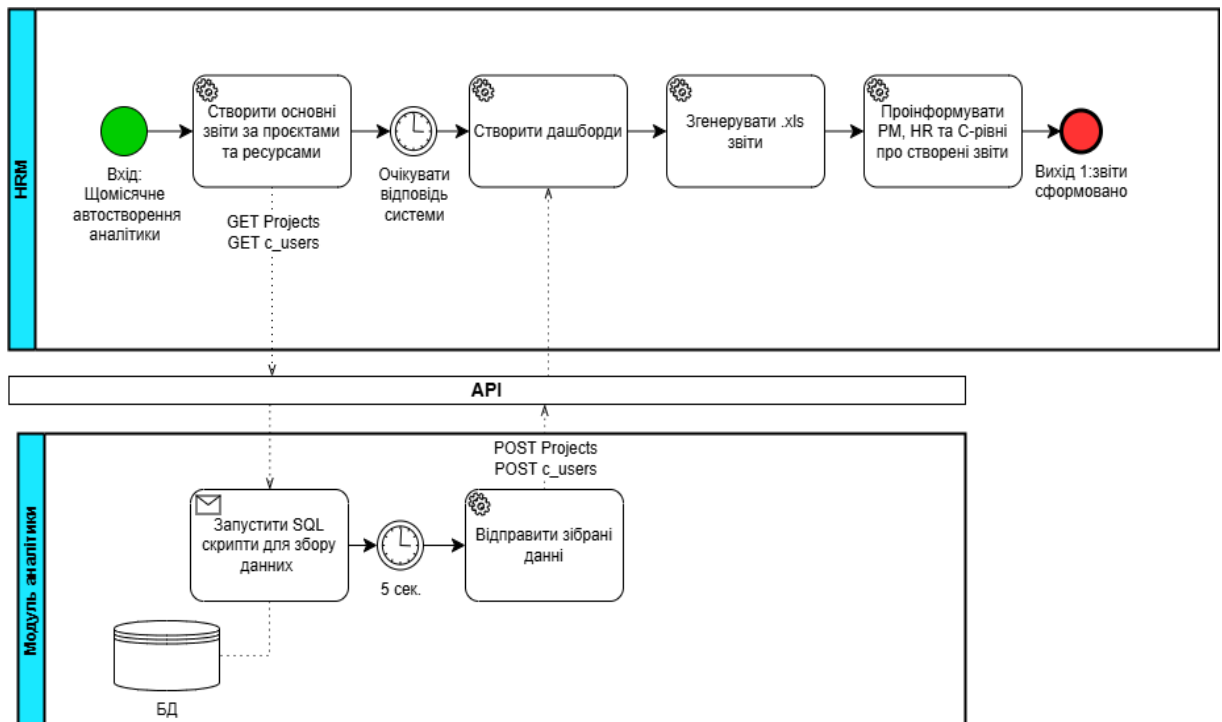 HRM
Створити основні
звіти за проєктами
та ресурсами
Створити дашборди
Згенерувати .xls
звіти
Проінформувати
PM, HR та C-рівні
про створені звіти
Вхід:
Щомісячне
автостворення
аналітики
Очікувати
відповідь
системи
Вихід 1:звіти
сформовано
GET Projects
GET c_users
API
Модуль аналітики
POST Projects
POST c_users
Запустити SQL
скрипти для збору
данних
5 сек.
Відправити зібрані
данні
БД